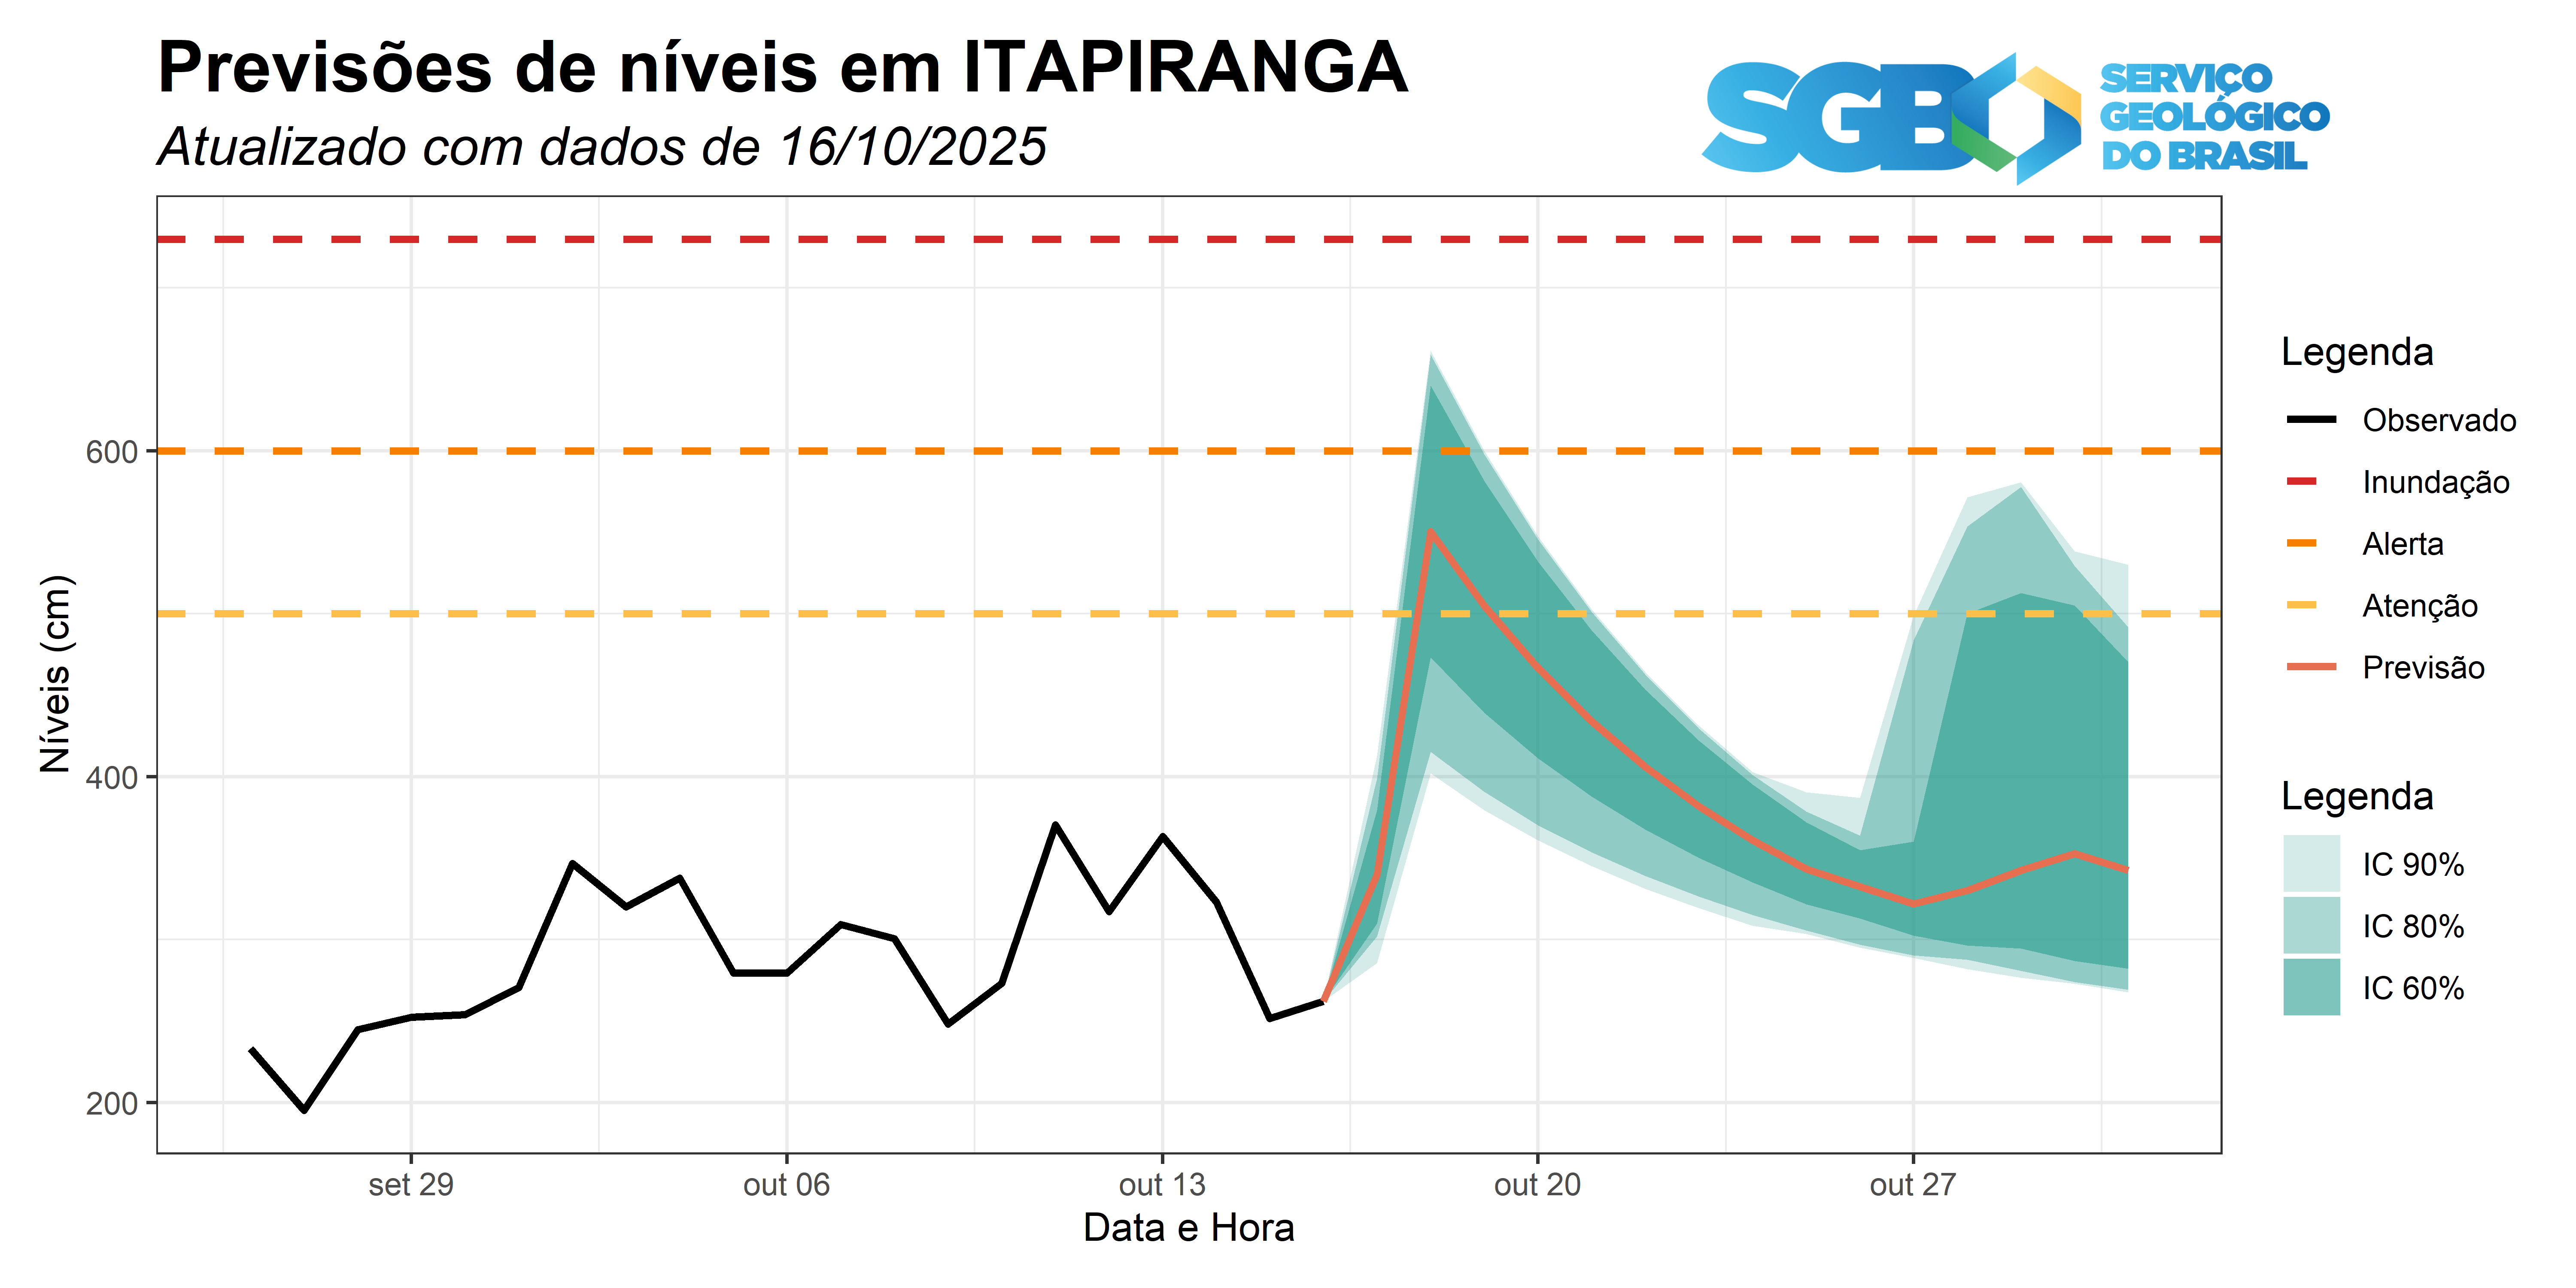 Previsões de níveis em ITAPIRANGA
Atualizado com dados de 16/10/2025
SGB
SERVIÇO
GEOLÓGICO
DO BRASIL
Níveis (cm)
600
400
200
set 29
out 06
out 13
out 20
out 27
Data e Hora
Legenda
Observado
Inundação
Alerta
Atenção
Previsão
Legenda
IC 90%
IC 80%
IC 60%